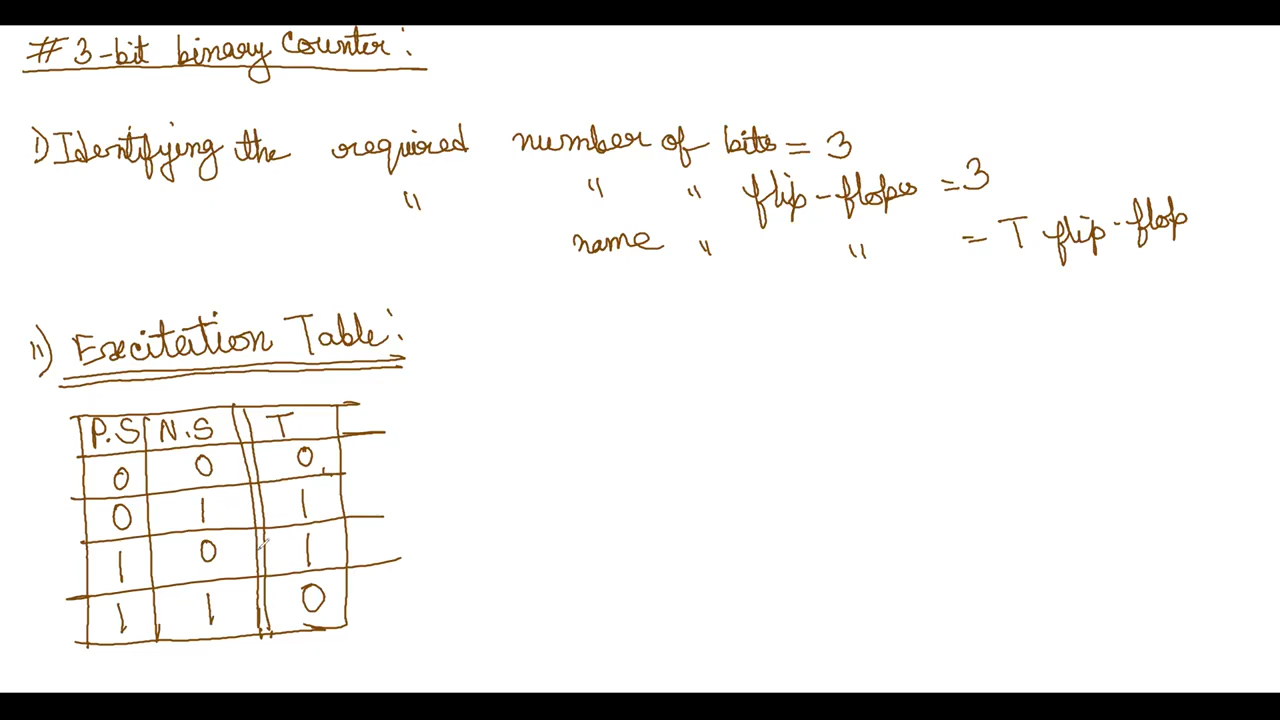 # 3-bit binary Counter:
i) Identifying the required number of bits = 3
" " " flip-flops = 3
name " " = T flip-flop
ii) Excitation Table:
P.S N.S T
0 0 0
0 1 1
1 0 1
1 1 0